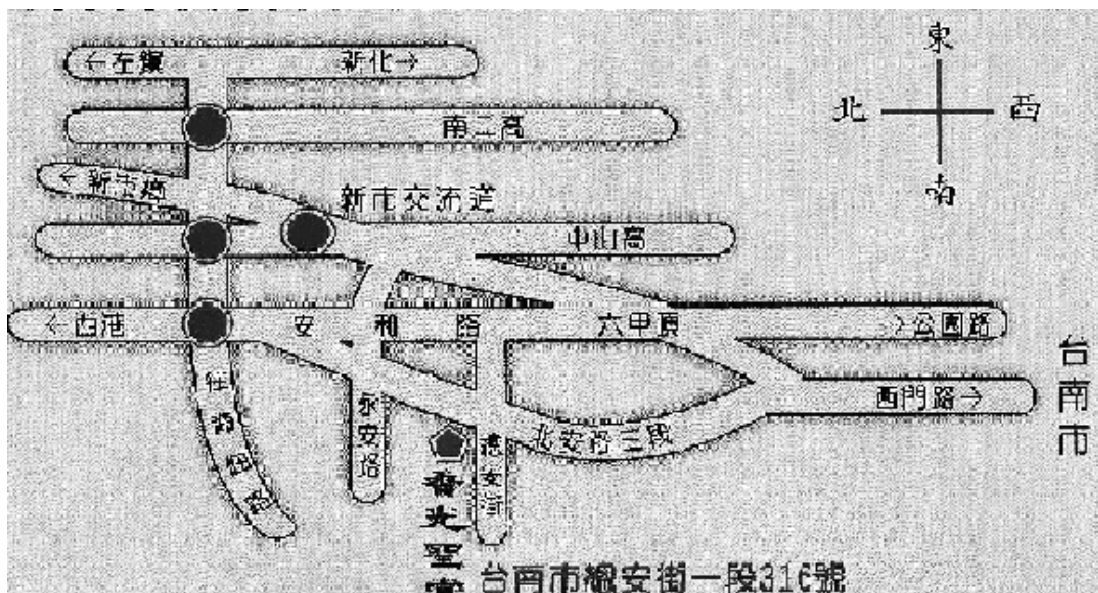 東
北 西
南
←左鎮 新化→
南二高
←新市
新市交流道
中山高
←西港 安和路 六甲頂 公園路
西門路→
台南市
永安路
北安路三段
安街
台南市 安街一段316號